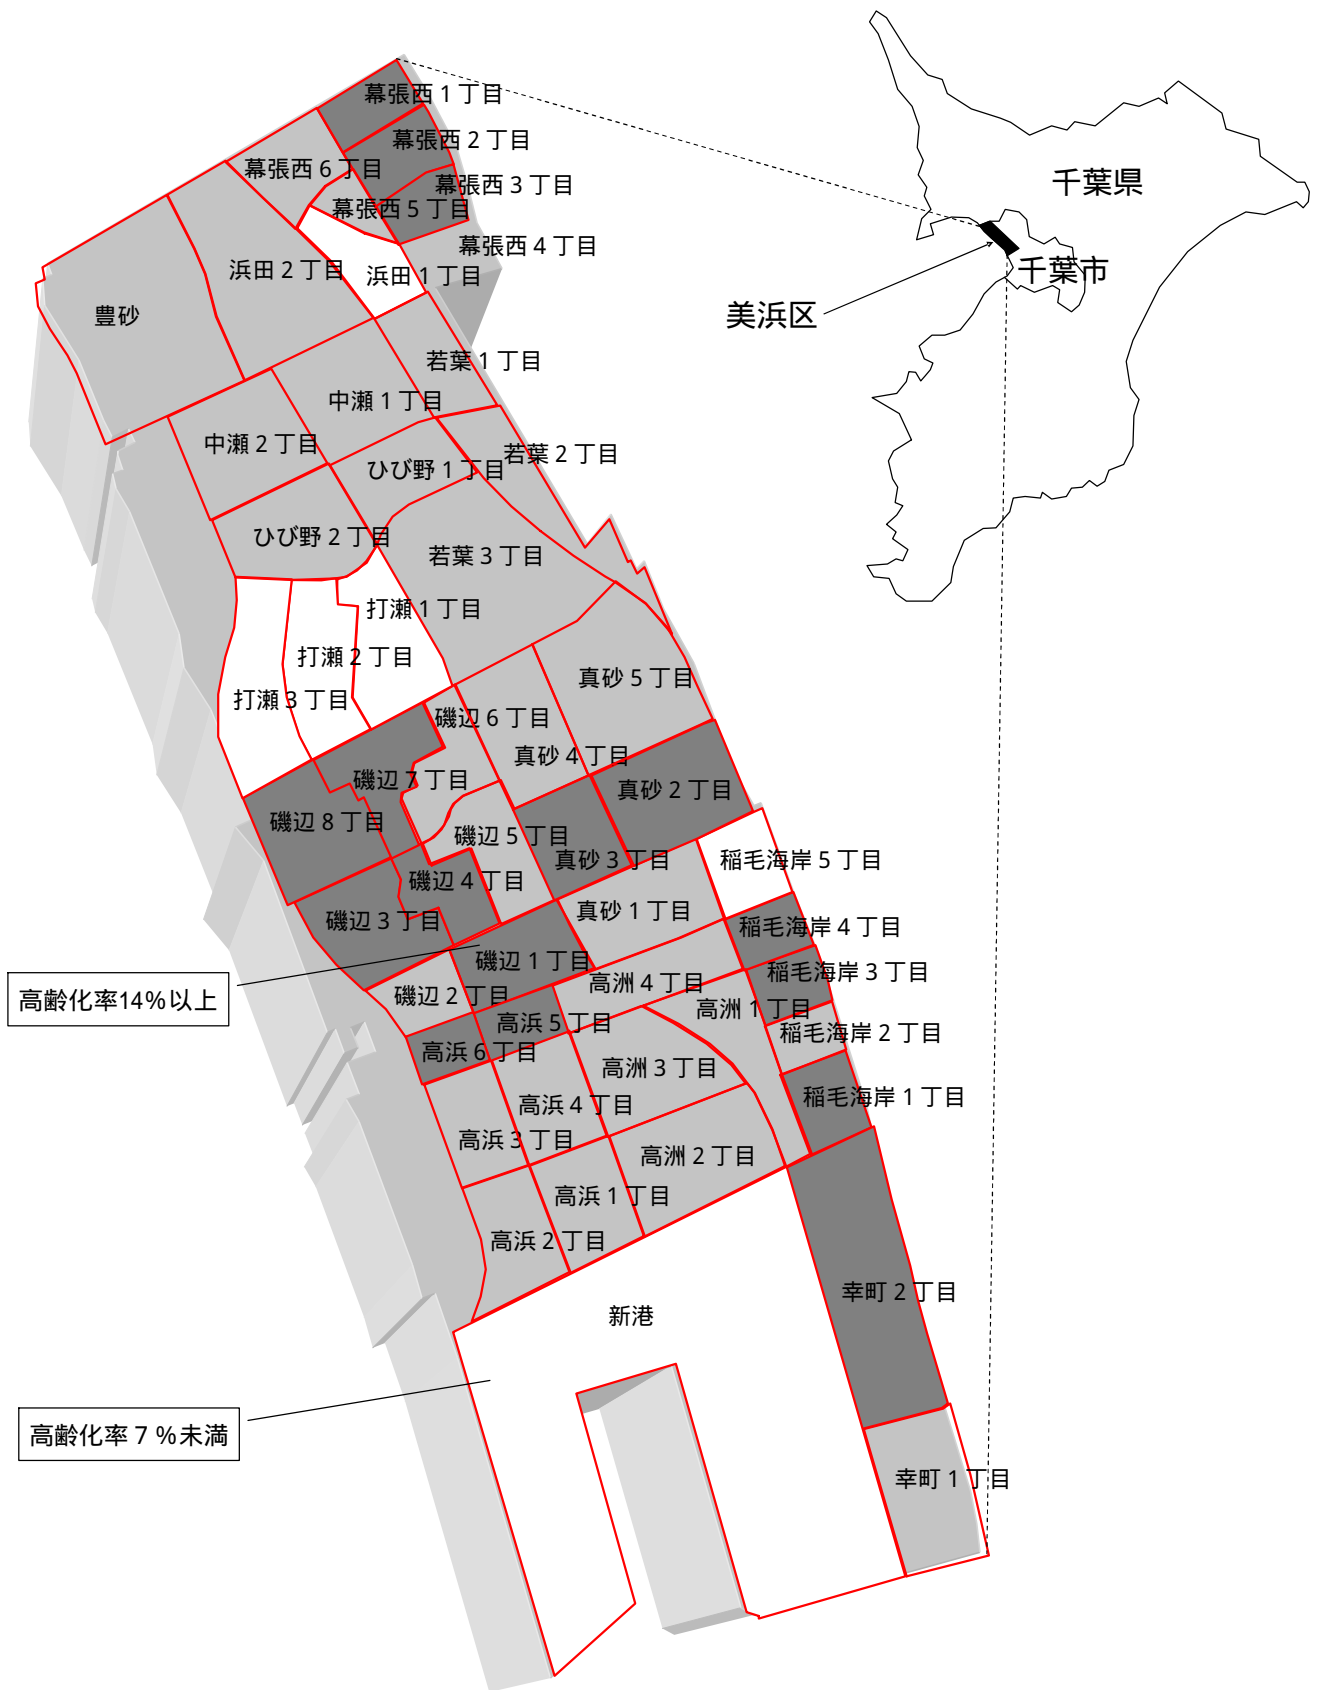 幕張西１丁目
幕張西２丁目
幕張西６丁目
幕張西３丁目
幕張西５丁目
幕張西４丁目
浜田２丁目
浜田１丁目
豊砂
若葉１丁目
中瀬１丁目
中瀬２丁目
若葉２丁目
ひび野１丁目
ひび野２丁目
若葉３丁目
打瀬１丁目
打瀬２丁目
打瀬３丁目
真砂５丁目
磯辺６丁目
真砂４丁目
磯辺７丁目
真砂２丁目
磯辺８丁目
磯辺５丁目
真砂３丁目
稲毛海岸５丁目
磯辺４丁目
真砂１丁目
磯辺３丁目
稲毛海岸４丁目
磯辺１丁目
稲毛海岸３丁目
高洲４丁目
磯辺２丁目
高洲１丁目
高浜５丁目
稲毛海岸２丁目
高浜６丁目
高洲３丁目
稲毛海岸１丁目
高浜４丁目
高浜３丁目
高洲２丁目
高浜１丁目
高浜２丁目
幸町２丁目
新港
幸町１丁目
千葉県
千葉市
美浜区
高齢化率14％以上
高齢化率７％未満